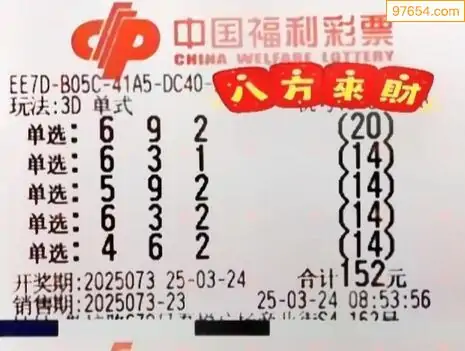 97654.com
中国福利彩票
CHINA WELFARE LOTTERY
EE7D-B05C-41A5-DC40-
八方來財
玩法:3D 单式
单选: 6 9 2 (20)
单选: 6 3 1 (14)
单选: 5 9 2 (14)
单选: 6 3 2 (14)
单选: 4 6 2 (14)
开奖期:2025073 25-03-24 合计152元
销售期:2025073-23 25-03-24 08:53:56